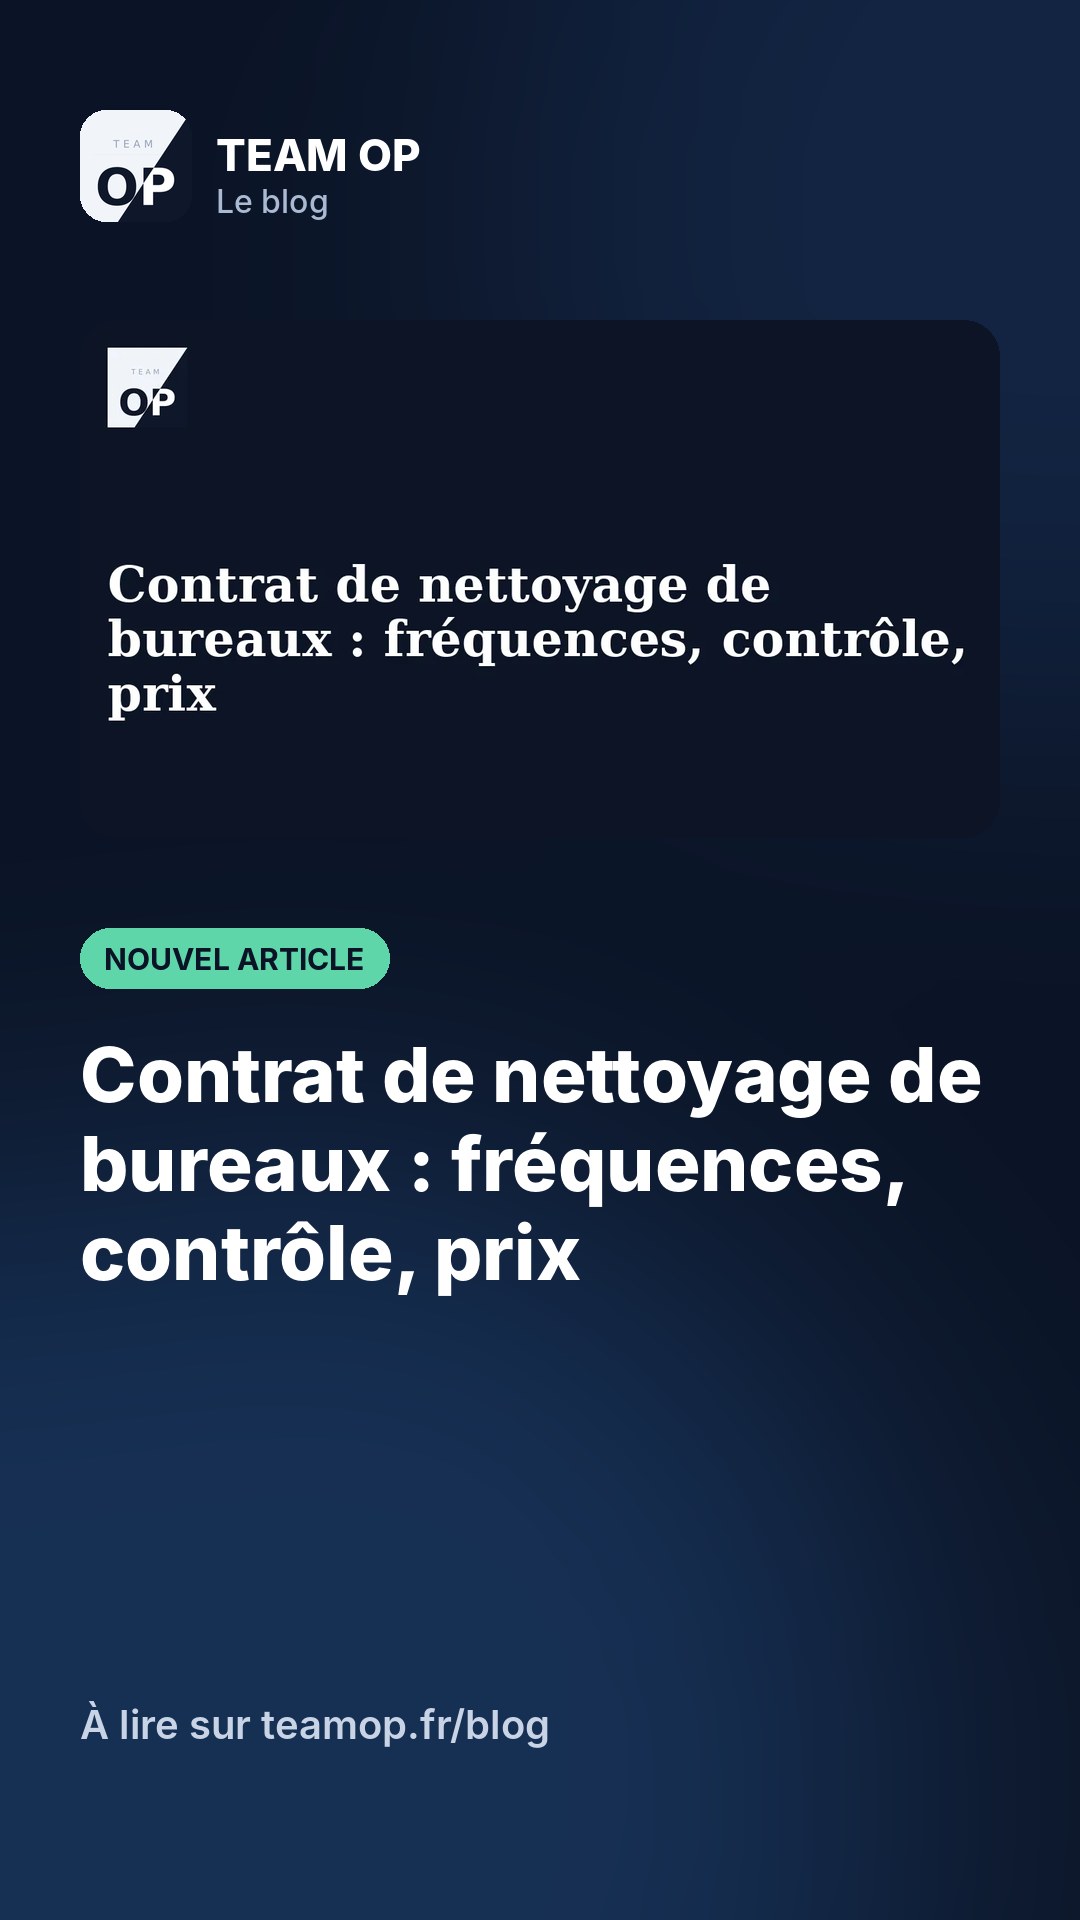 TEAM
OP
TEAM OP
Le blog
TEAM
OP
Contrat de nettoyage de
bureaux : fréquences, contrôle,
prix
NOUVEL ARTICLE
Contrat de nettoyage de
bureaux : fréquences,
contrôle, prix
À lire sur teamop.fr/blog